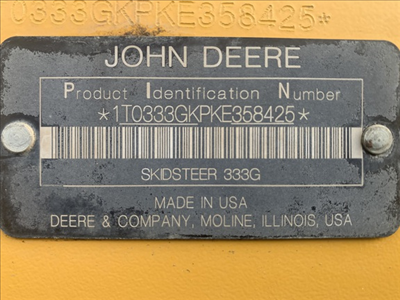 0333GKPKE358425*
JOHN DEERE
Product Identification Number
*1T0333GKPKE358425*
SKIDSTEER 333G
MADE IN USA
DEERE & COMPANY, MOLINE, ILLINOIS, USA